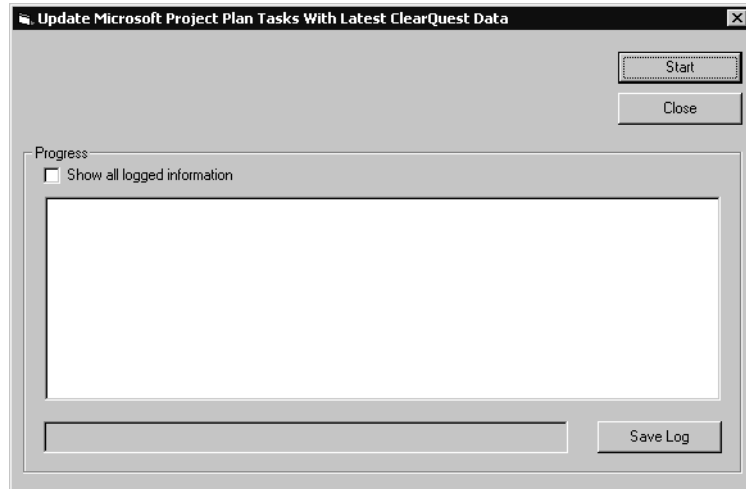 Update Microsoft Project Plan Tasks With Latest ClearQuest Data
Start
Close
Progress
Show all logged information
Save Log